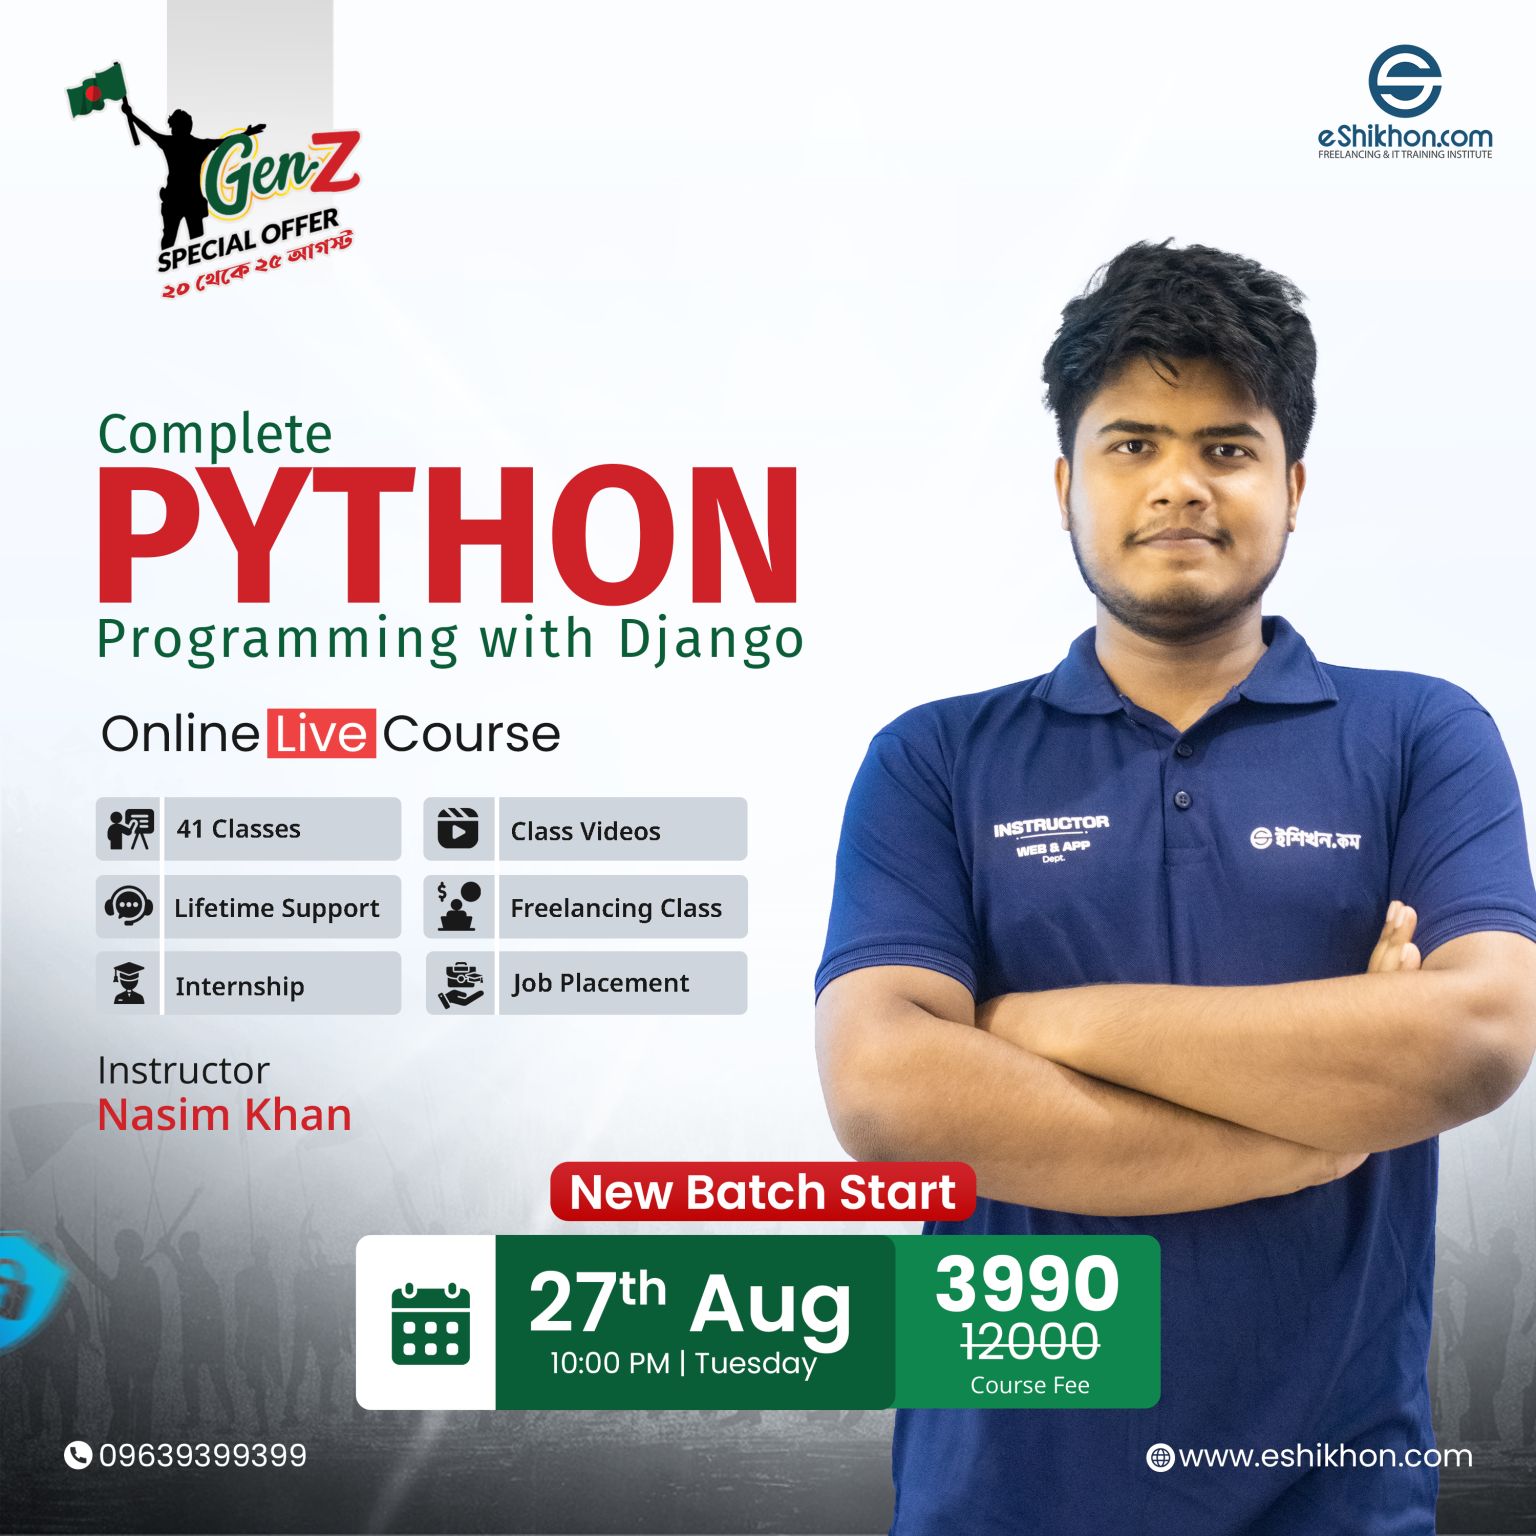 GenZ
SPECIAL OFFER
২০ থেকে ২৫ আগস্ট
eShikhon.com
FREELANCING & IT TRAINING INSTITUTE
Complete
PYTHON
Programming with Django
Online Live Course
41 Classes
Class Videos
Lifetime Support
$
Freelancing Class
Internship
Job Placement
Instructor
Nasim Khan
INSTRUCTOR
WEB & APP
Dept.
ইশিখন.কম
New Batch Start
27th Aug
10:00 PM | Tuesday
3990
12000
Course Fee
09639399399
www.eshikhon.com